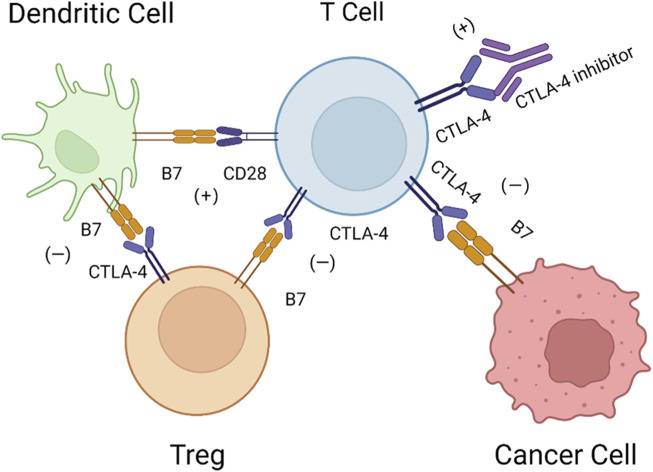 Dendritic Cell
T Cell
(+)
CTLA-4 inhibitor
CTLA-4
B7
CD28
(+)
CTLA-4
(–)
B7
B7
(–)
CTLA-4
CTLA-4
(–)
B7
Treg
Cancer Cell